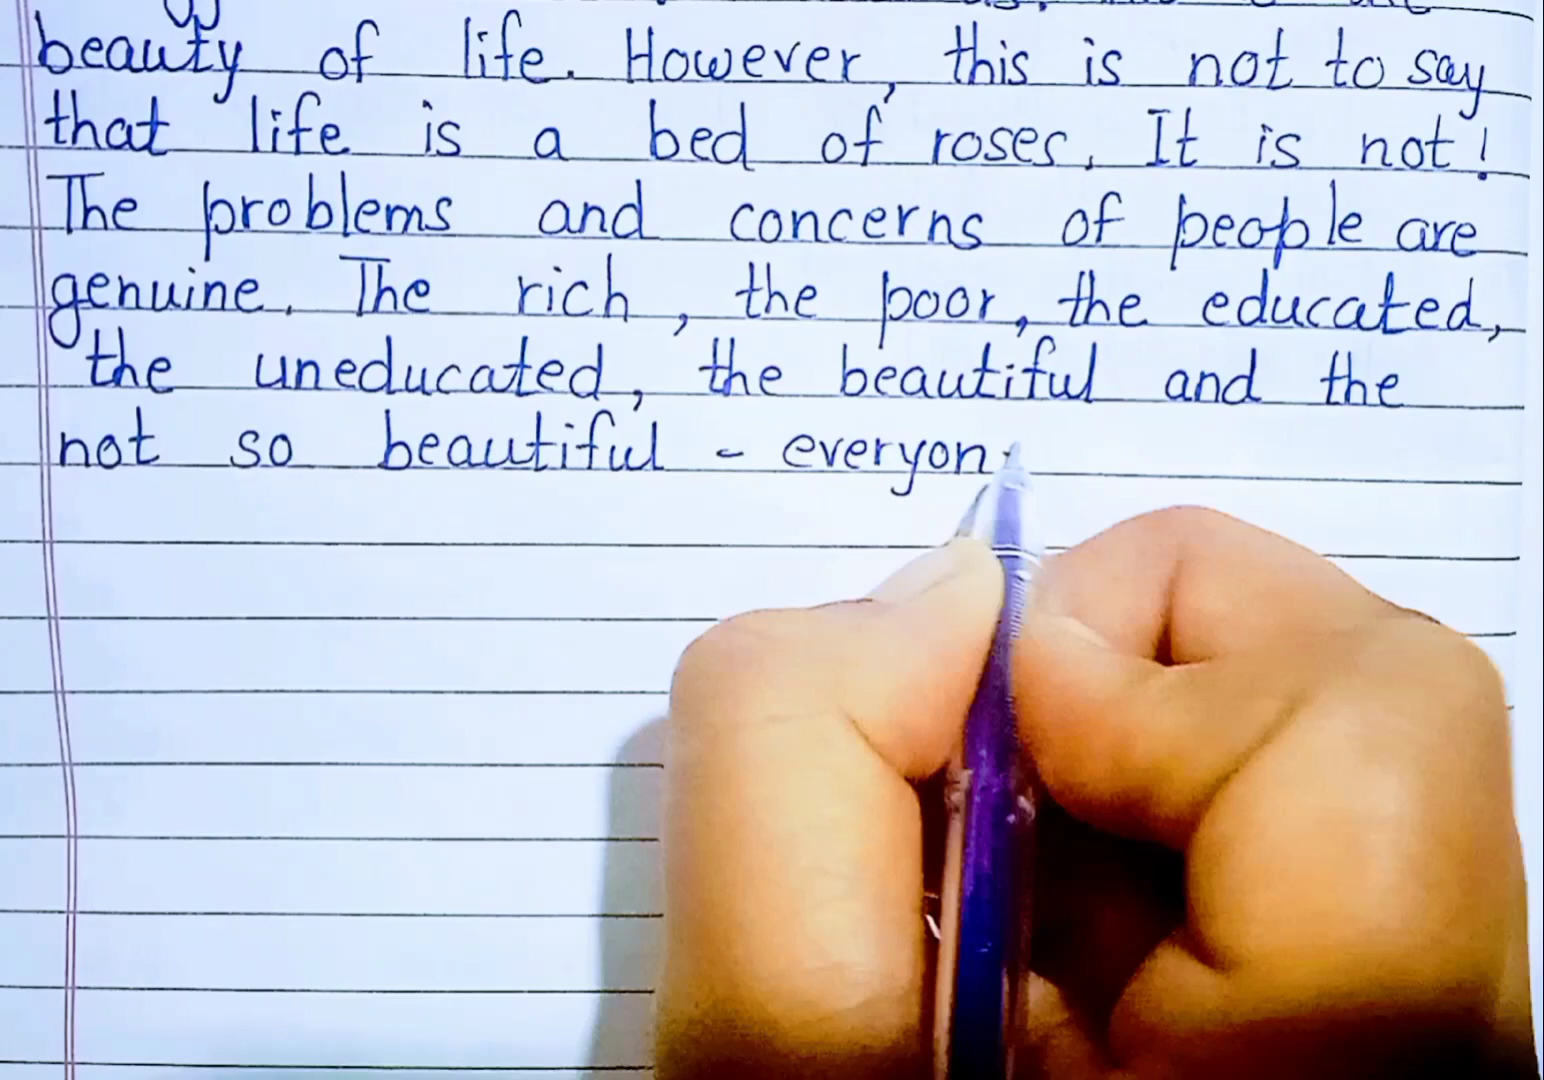 beauty of life. However, this is not to say
that life is a bed of roses. It is not!
The problems and concerns of people are
genuine. The rich, the poor, the educated,
the uneducated, the beautiful and the
not so beautiful - everyon